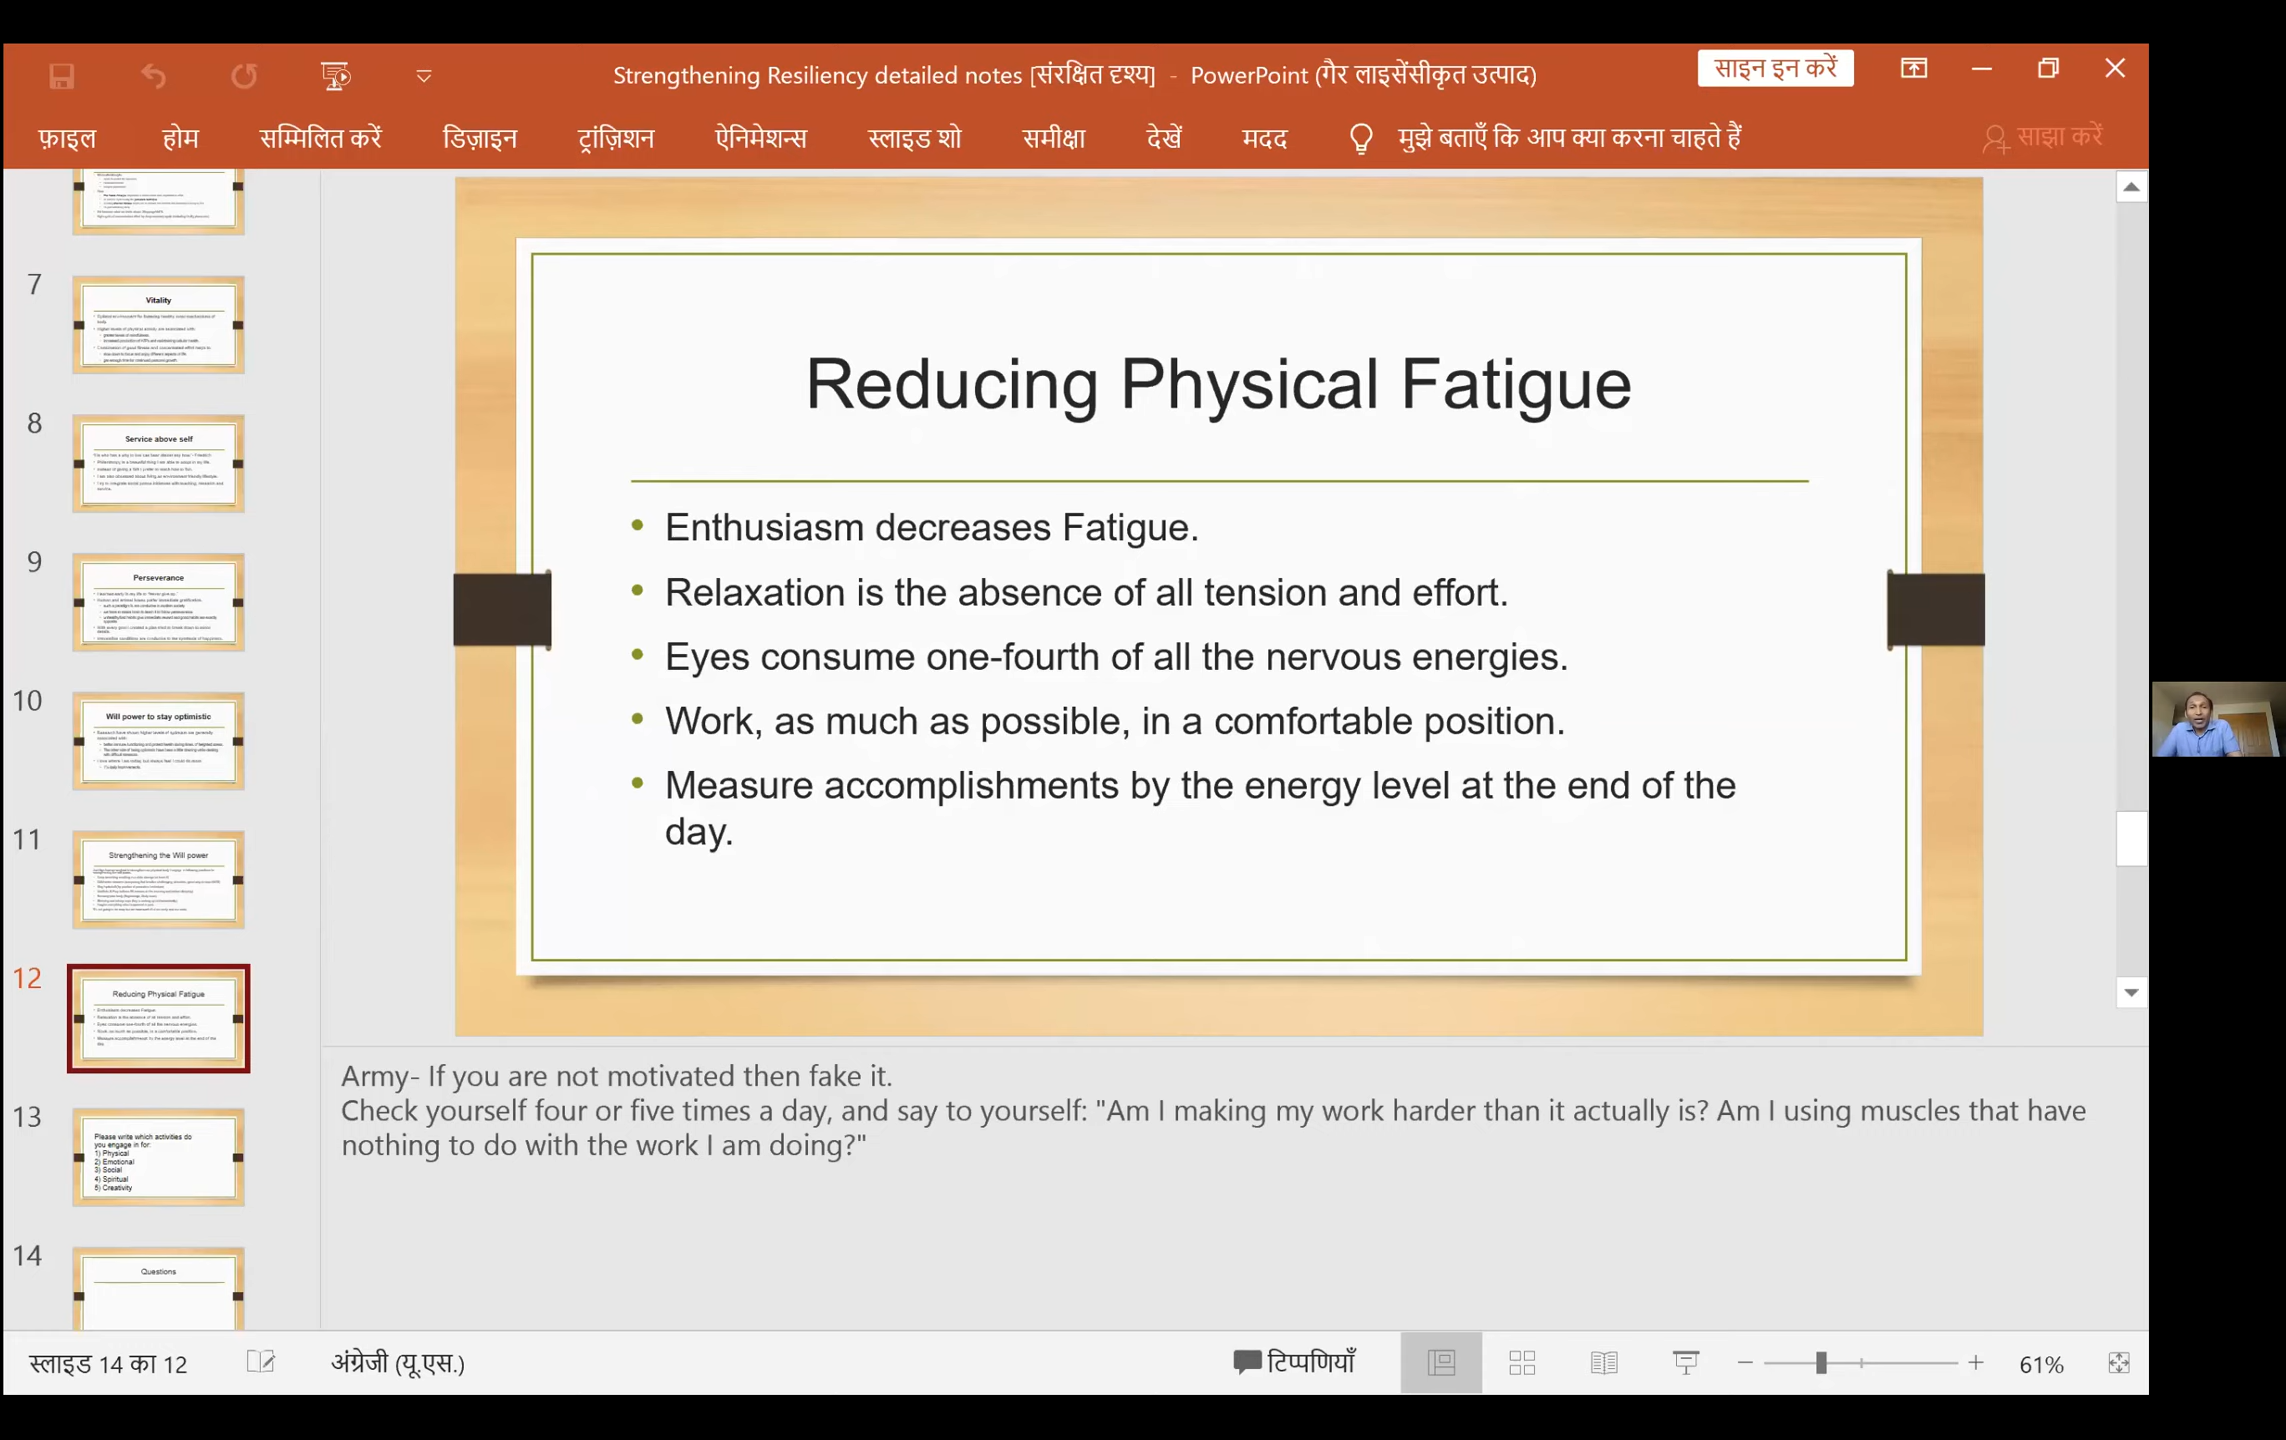 Strengthening Resiliency detailed notes [संरक्षित दृश्य] - PowerPoint (गैर लाइसेंसीकृत उत्पाद)
साइन इन करें
फ़ाइल होम सम्मिलित करें डिज़ाइन ट्रांज़िशन ऐनिमेशन्स स्लाइड शो समीक्षा देखें मदद मुझे बताएँ कि आप क्या करना चाहते हैं साझा करें
7
Vitality
8
Service above self
9
Perseverance
10
Will power to stay optimistic
11
Strengthening the Will power
12
Reducing Physical Fatigue
13
Please write which activities do
you engage in for:
1) Physical
2) Emotional
3) Social
4) Spiritual
5) Creativity
14
Questions
Reducing Physical Fatigue
• Enthusiasm decreases Fatigue.
• Relaxation is the absence of all tension and effort.
• Eyes consume one-fourth of all the nervous energies.
• Work, as much as possible, in a comfortable position.
• Measure accomplishments by the energy level at the end of the
day.
Army- If you are not motivated then fake it.
Check yourself four or five times a day, and say to yourself: "Am I making my work harder than it actually is? Am I using muscles that have
nothing to do with the work I am doing?"
स्लाइड 14 का 12 अंग्रेजी (यू.एस.) टिप्पणियाँ 61%